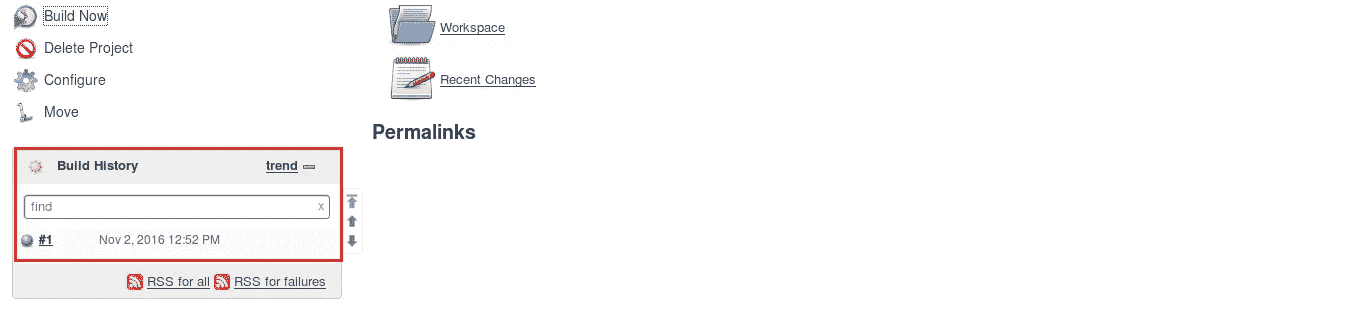 Build Now
Delete Project
Configure
Move
Workspace
Recent Changes
Permalinks
Build History trend
find x
#1 Nov 2, 2016 12:52 PM
RSS for all RSS for failures